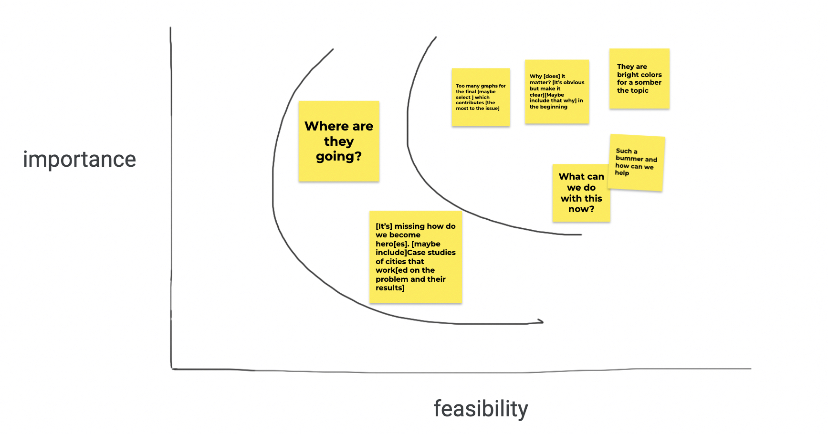 Too many graphs for
the final [maybe
select ] which
contributes [the
most to the issue]
Why [does] it
matter? [It's obvious
but make it
clear][Maybe
include that why] in
the beginning
They are
bright colors
for a somber
the topic
Where are
they
going?
importance
Such a
bummer and
how can we
help
What can
we do
with this
now?
[It's] missing how do
we become
hero[es]. [maybe
include]Case studies
of cities that
work[ed on the
problem and their
results]
feasibility